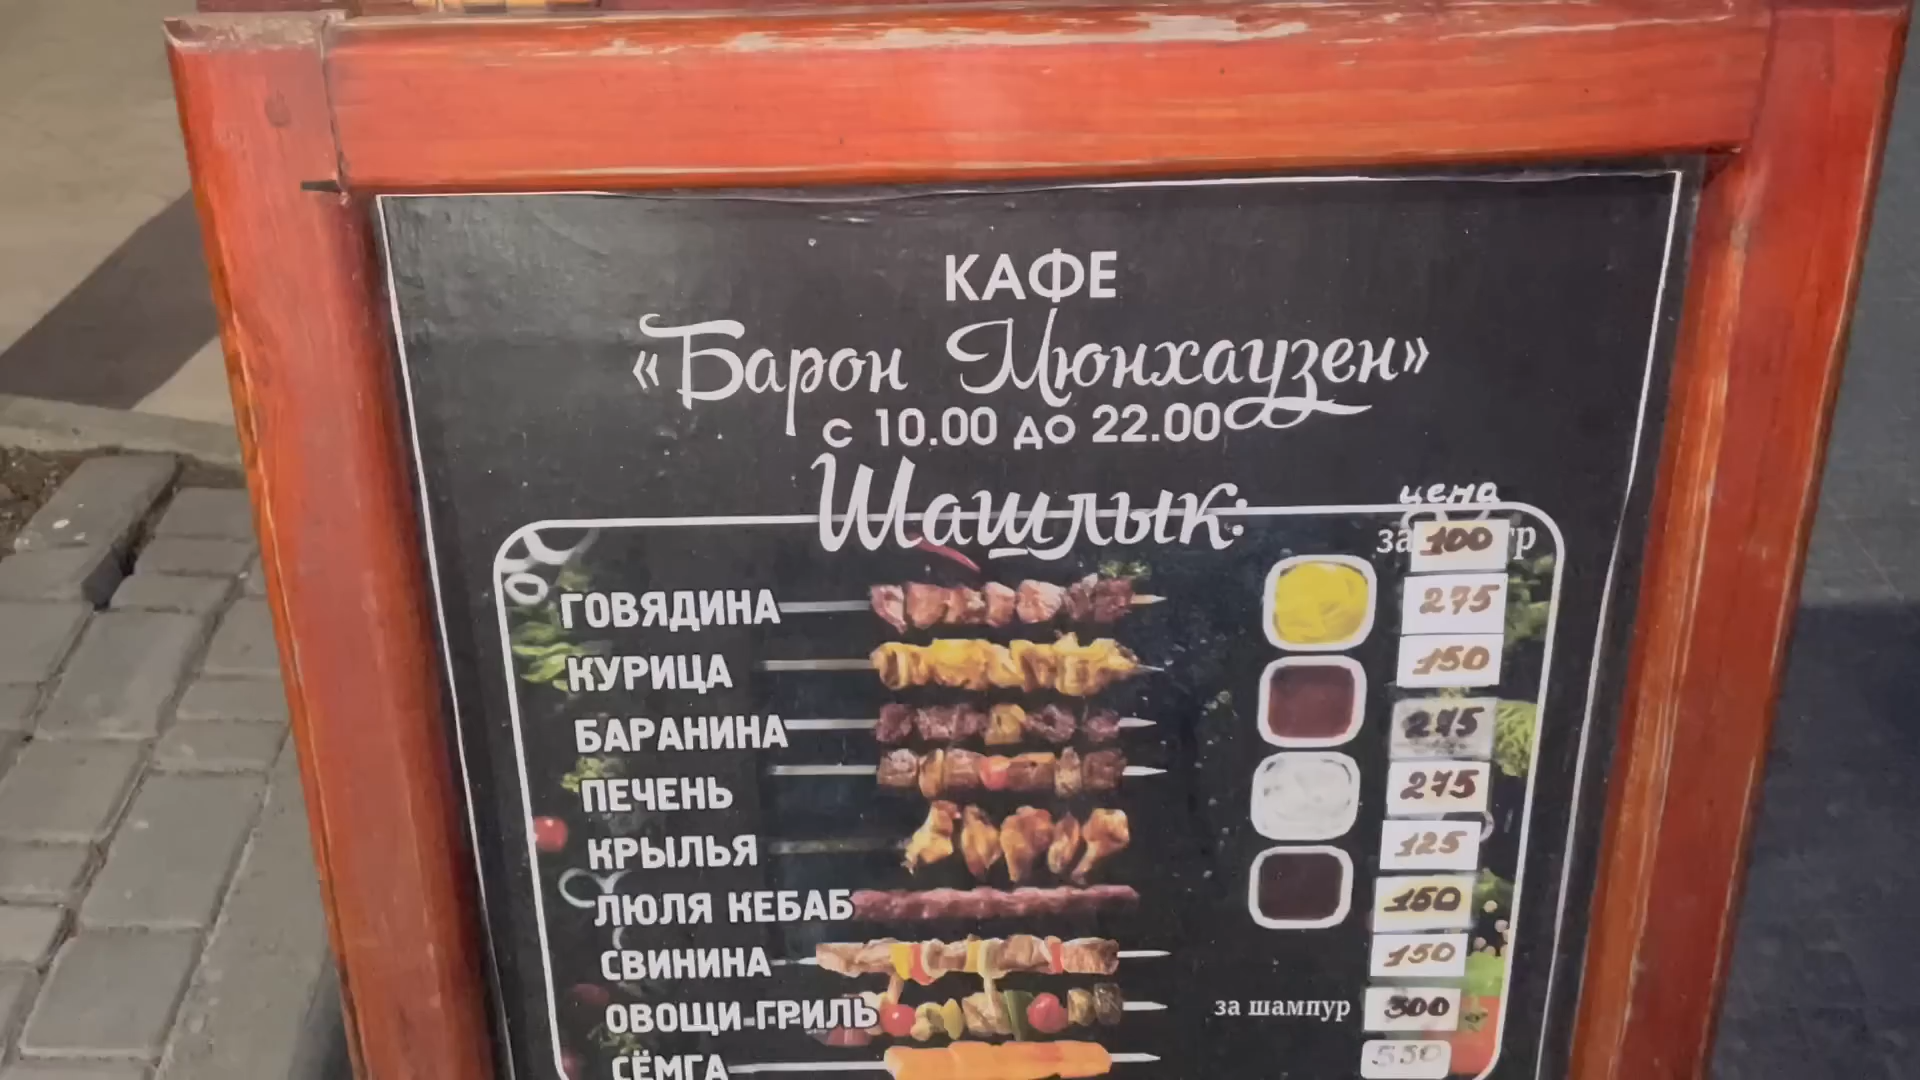 КАФЕ
«Барон Мюнхаузен»
с 10.00 до 22.00
Шашлык:
цена
за 100 гр
ГОВЯДИНА 275
КУРИЦА 150
БАРАНИНА 275
ПЕЧЕНЬ 275
КРЫЛЬЯ 125
ЛЮЛЯ КЕБАБ 150
СВИНИНА 150
ОВОЩИ-ГРИЛЬ за шампур 300
СЁМГА 550